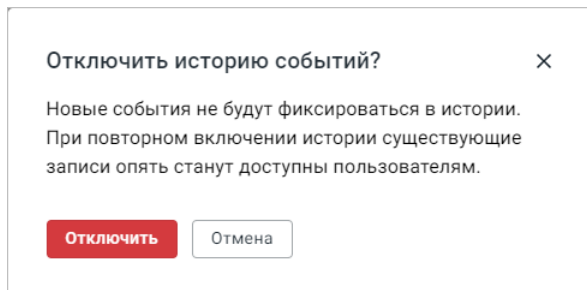 Отключить историю событий?
Новые события не будут фиксироваться в истории.
При повторном включении истории существующие
записи опять станут доступны пользователям.
Отключить
Отмена